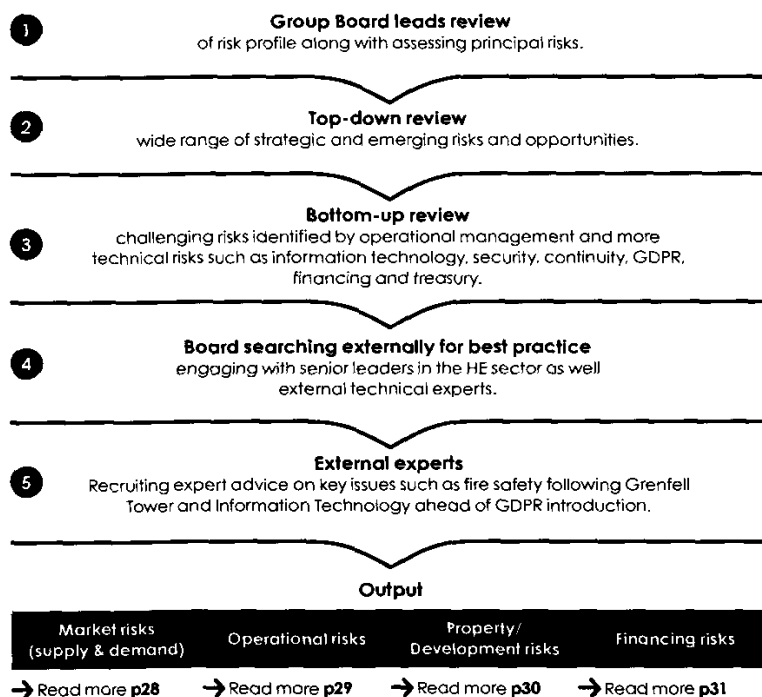 1
Group Board leads review
of risk profile along with assessing principal risks.
2
Top-down review
wide range of strategic and emerging risks and opportunities.
3
Bottom-up review
challenging risks identified by operational management and more
technical risks such as information technology, security, continuity, GDPR,
financing and treasury.
4
Board searching externally for best practice
engaging with senior leaders in the HE sector as well
external technical experts.
5
External experts
Recruiting expert advice on key issues such as fire safety following Grenfell
Tower and Information Technology ahead of GDPR introduction.
Output
Market risks
(supply & demand)
Operational risks
Property/
Development risks
Financing risks
→ Read more p28
→ Read more p29
→ Read more p30
→ Read more p31